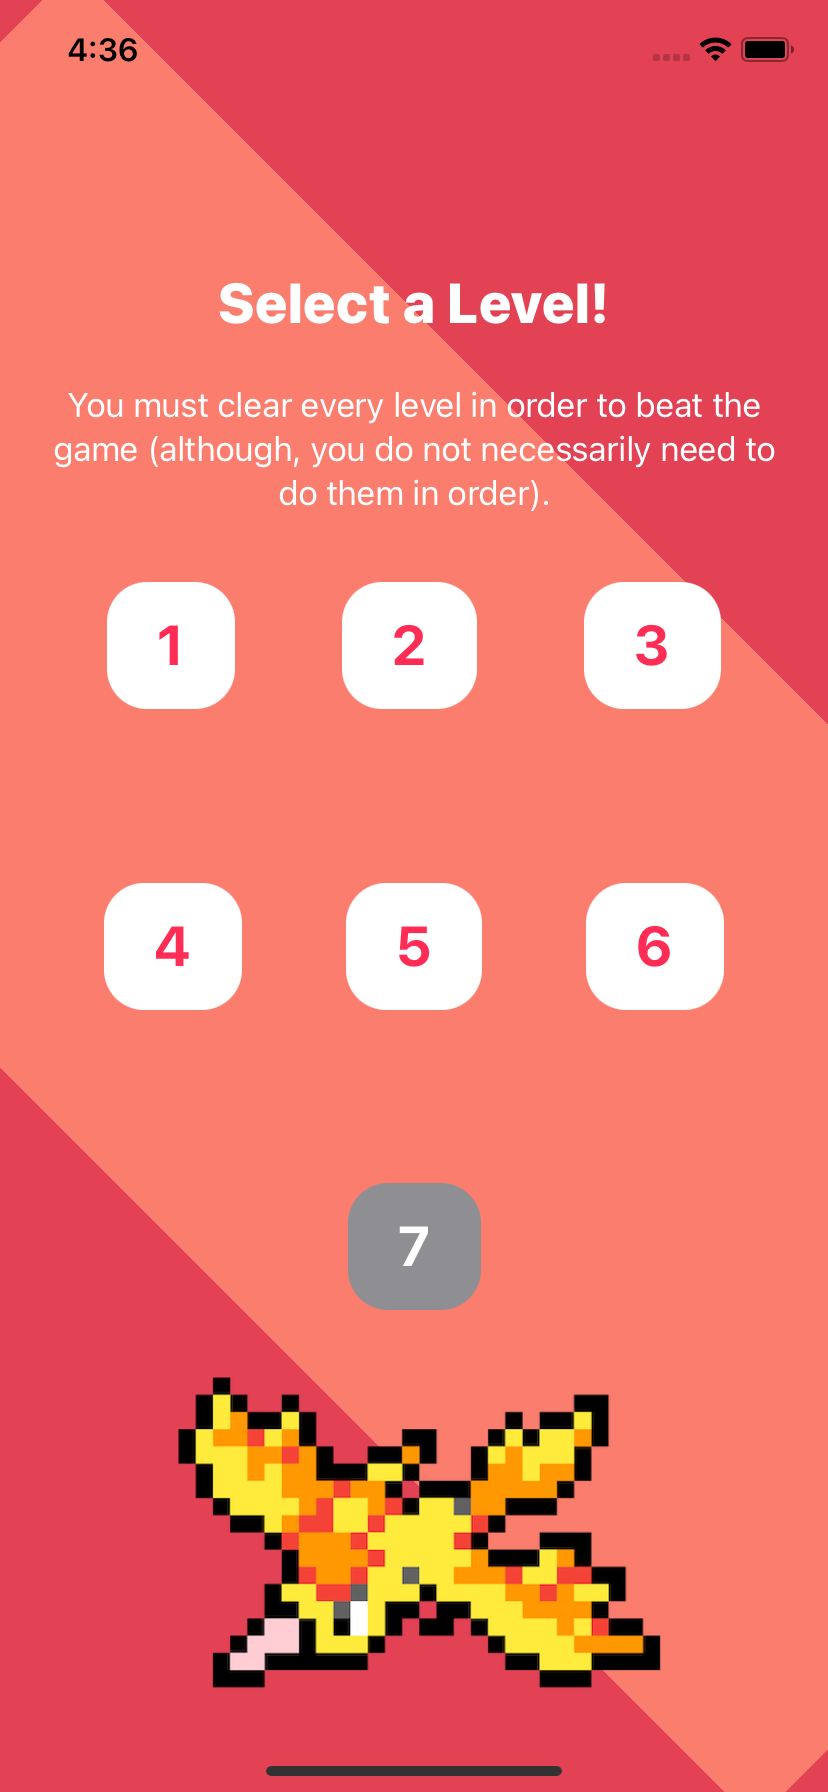 4:36
Select a Level!
You must clear every level in order to beat the
game (although, you do not necessarily need to
do them in order).
1 2 3
4 5 6
7